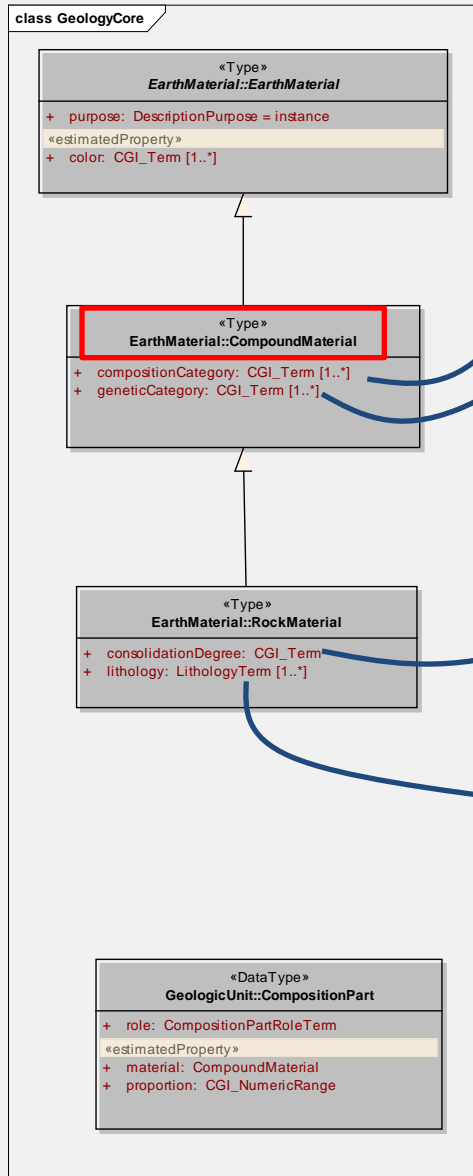 class GeologyCore
«Type»
EarthMaterial::EarthMaterial
+ purpose: DescriptionPurpose = instance
«estimatedProperty»
+ color: CGI_Term [1..*]
«Type»
EarthMaterial::CompoundMaterial
+ compositionCategory: CGI_Term [1..*]
+ geneticCategory: CGI_Term [1..*]
«Type»
EarthMaterial::RockMaterial
+ consolidationDegree: CGI_Term
+ lithology: LithologyTerm [1..*]
«DataType»
GeologicUnit::CompositionPart
+ role: CompositionPartRoleTerm
«estimatedProperty»
+ material: CompoundMaterial
+ proportion: CGI_NumericRange